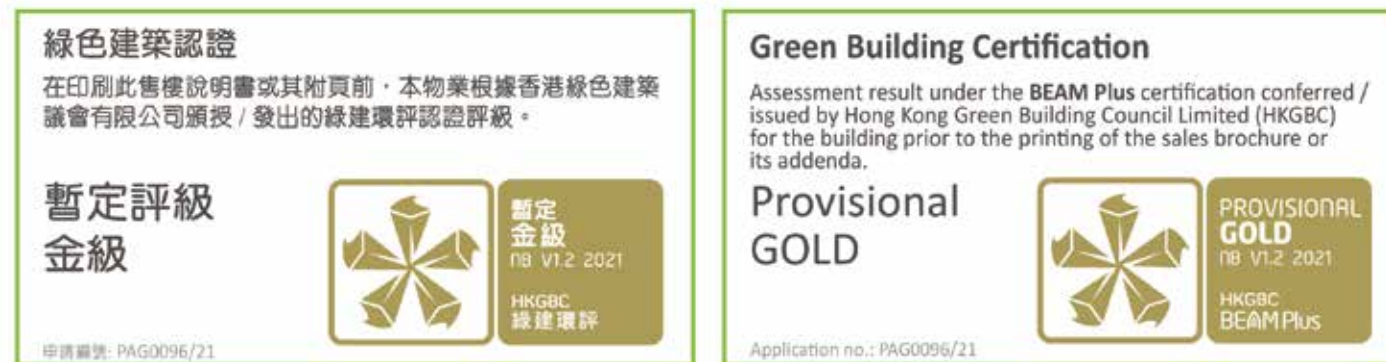 綠色建築認證
在印刷此售樓說明書或其附頁前，本物業根據香港綠色建築
議會有限公司頒授 / 發出的綠建環評認證評級。
暫定評級
金級
暫定
金級
NB V1.2 2021
HKGBC
綠建環評
申請編號: PAG0096/21
Green Building Certification
Assessment result under the BEAM Plus certification conferred /
issued by Hong Kong Green Building Council Limited (HKGBC)
for the building prior to the printing of the sales brochure or
its addenda.
Provisional
GOLD
PROVISIONAL
GOLD
NB V1.2 2021
HKGBC
BEAM Plus
Application no.: PAG0096/21